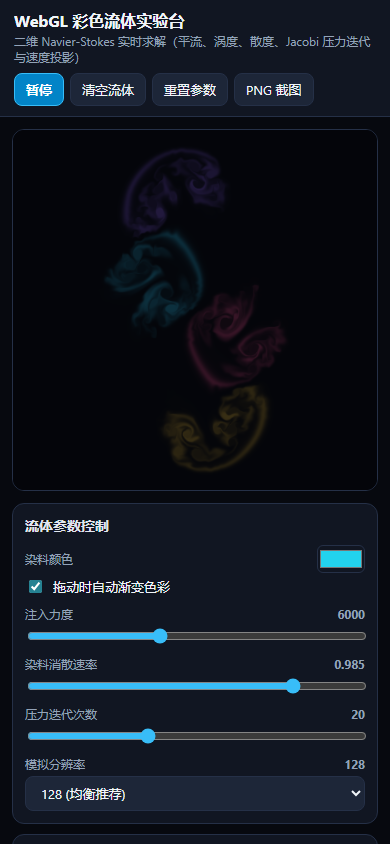 WebGL 彩色流体实验台
二维 Navier-Stokes 实时求解（平流、涡度、散度、Jacobi 压力迭代
与速度投影）
暂停 清空流体 重置参数 PNG 截图
流体参数控制
染料颜色
拖动时自动渐变色彩
注入力度 6000
染料消散速率 0.985
压力迭代次数 20
模拟分辨率 128
128 (均衡推荐)